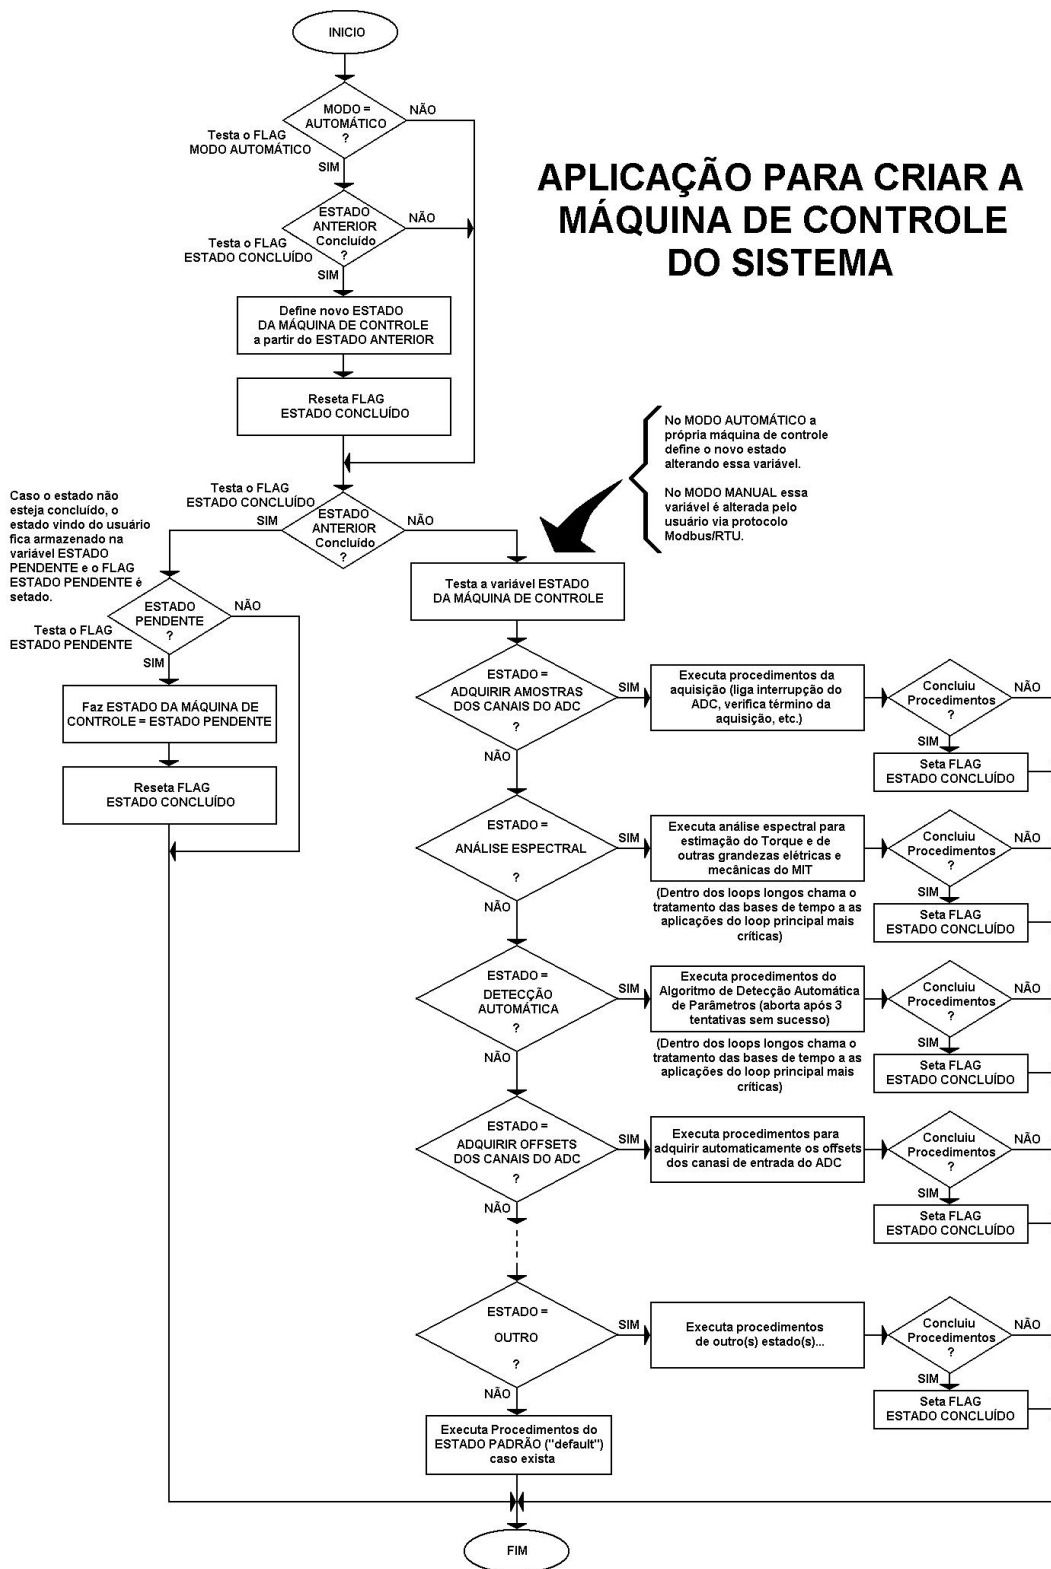 INICIO
MODO =
AUTOMÁTICO
?
NÃO
Testa o FLAG
MODO AUTOMÁTICO
SIM
APLICAÇÃO PARA CRIAR A
MÁQUINA DE CONTROLE
DO SISTEMA
ESTADO
ANTERIOR
Concluído
?
NÃO
Testa o FLAG
ESTADO CONCLUÍDO
SIM
Define novo ESTADO
DA MÁQUINA DE CONTROLE
a partir do ESTADO ANTERIOR
Reseta FLAG
ESTADO CONCLUÍDO
No MODO AUTOMÁTICO a
própria máquina de controle
define o novo estado
alterando essa variável.
No MODO MANUAL essa
variável é alterada pelo
usuário via protocolo
Modbus/RTU.
Testa o FLAG
ESTADO CONCLUÍDO
SIM
ESTADO
ANTERIOR
Concluído
?
NÃO
Caso o estado não
esteja concluído, o
estado vindo do usuário
fica armazenado na
variável ESTADO
PENDENTE e o FLAG
ESTADO PENDENTE é
setado.
Testa a variável ESTADO
DA MÁQUINA DE CONTROLE
ESTADO
PENDENTE
?
NÃO
Testa o FLAG
ESTADO PENDENTE
SIM
Faz ESTADO DA MÁQUINA DE
CONTROLE = ESTADO PENDENTE
Reseta FLAG
ESTADO CONCLUÍDO
ESTADO =
ADQUIRIR AMOSTRAS
DOS CANAIS DO ADC
?
SIM
Executa procedimentos da
aquisição (liga interrupção do
ADC, verifica término da
aquisição, etc.)
Concluiu
Procedimentos
?
NÃO
SIM
Seta FLAG
ESTADO CONCLUÍDO
NÃO
ESTADO =
ANÁLISE ESPECTRAL
?
SIM
Executa análise espectral para
estimação do Torque e de
outras grandezas elétricas e
mecânicas do MIT
(Dentro dos loops longos chama o
tratamento das bases de tempo a as
aplicações do loop principal mais
críticas)
Concluiu
Procedimentos
?
NÃO
SIM
Seta FLAG
ESTADO CONCLUÍDO
NÃO
ESTADO =
DETECÇÃO
AUTOMÁTICA
?
SIM
Executa procedimentos do
Algoritmo de Detecção Automática
de Parâmetros (aborta após 3
tentativas sem sucesso)
(Dentro dos loops longos chama o
tratamento das bases de tempo a as
aplicações do loop principal mais
críticas)
Concluiu
Procedimentos
?
NÃO
SIM
Seta FLAG
ESTADO CONCLUÍDO
NÃO
ESTADO =
ADQUIRIR OFFSETS
DOS CANAIS DO ADC
?
SIM
Executa procedimentos para
adquirir automaticamente os offsets
dos canasi de entrada do ADC
Concluiu
Procedimentos
?
NÃO
SIM
Seta FLAG
ESTADO CONCLUÍDO
NÃO
ESTADO =
OUTRO
?
SIM
Executa procedimentos
de outro(s) estado(s)...
Concluiu
Procedimentos
?
NÃO
SIM
Seta FLAG
ESTADO CONCLUÍDO
NÃO
Executa Procedimentos do
ESTADO PADRÃO ("default")
caso exista
FIM